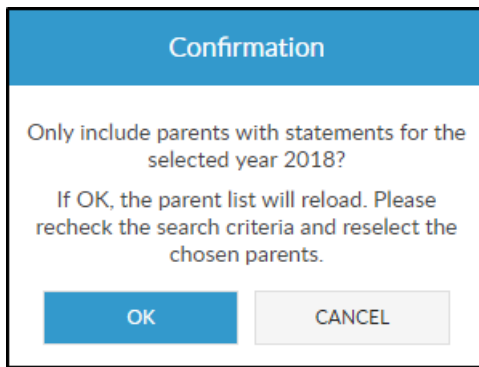 Confirmation
Only include parents with statements for the
selected year 2018?
If OK, the parent list will reload. Please
recheck the search criteria and reselect the
chosen parents.
OK
CANCEL